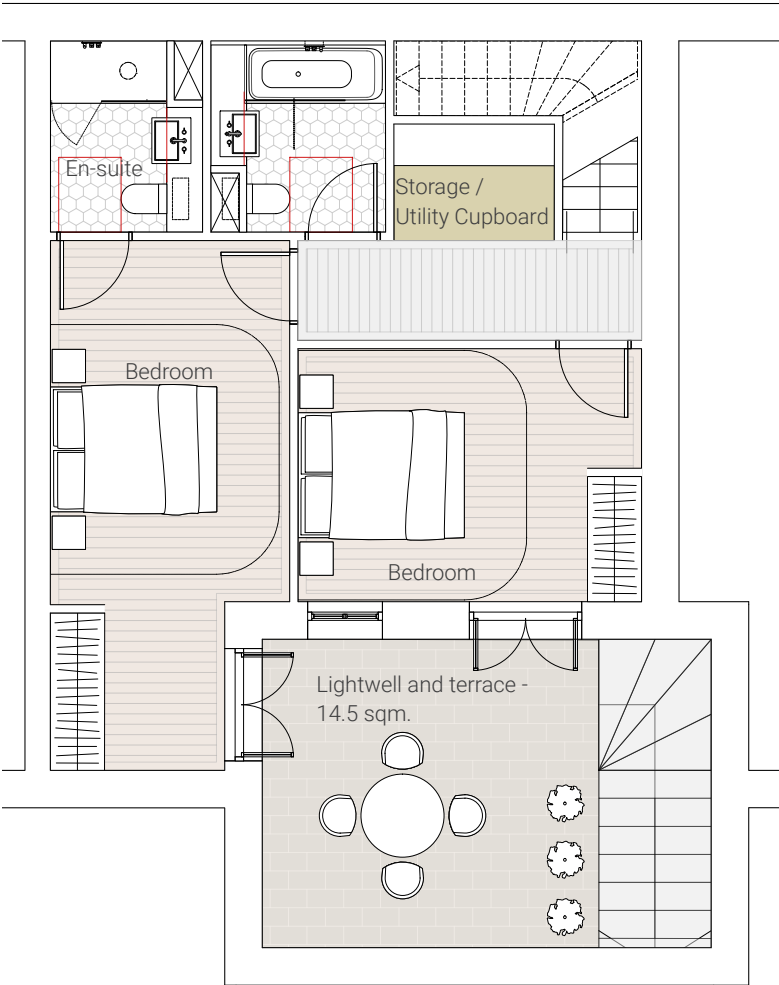 En-suite
Storage /
Utility Cupboard
Bedroom
Bedroom
Lightwell and terrace -
14.5 sqm.